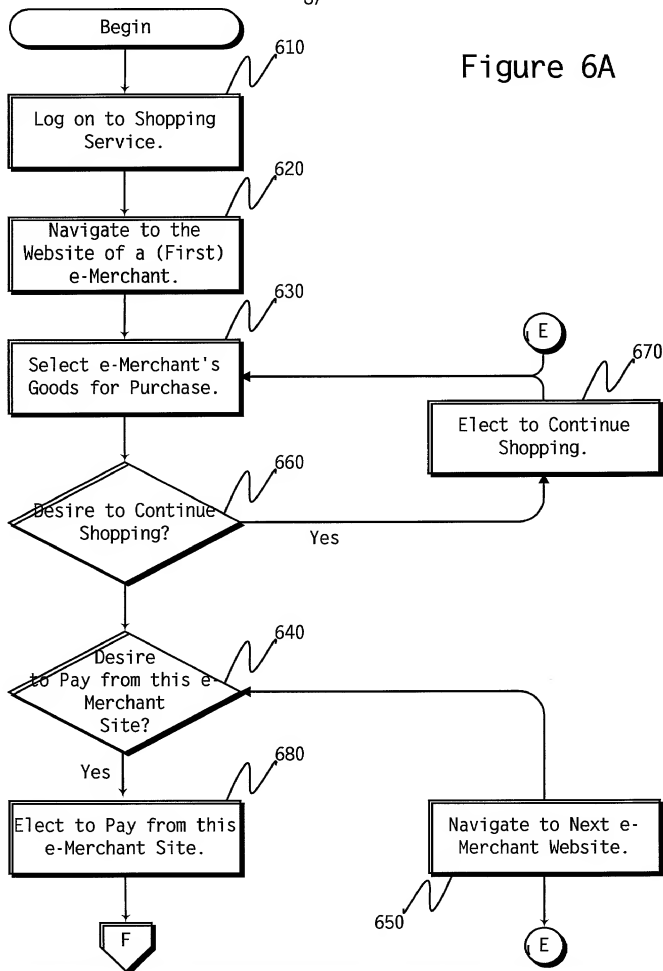 Begin
Figure 6A
610
Log on to Shopping
Service.
620
Navigate to the
Website of a (First)
e-Merchant.
630
Select e-Merchant's
Goods for Purchase.
E
670
Elect to Continue
Shopping.
660
Desire to Continue
Shopping?
Yes
640
Desire
to Pay from this e-
Merchant
Site?
Yes
680
Elect to Pay from this
e-Merchant Site.
Navigate to Next e-
Merchant Website.
650
F
E